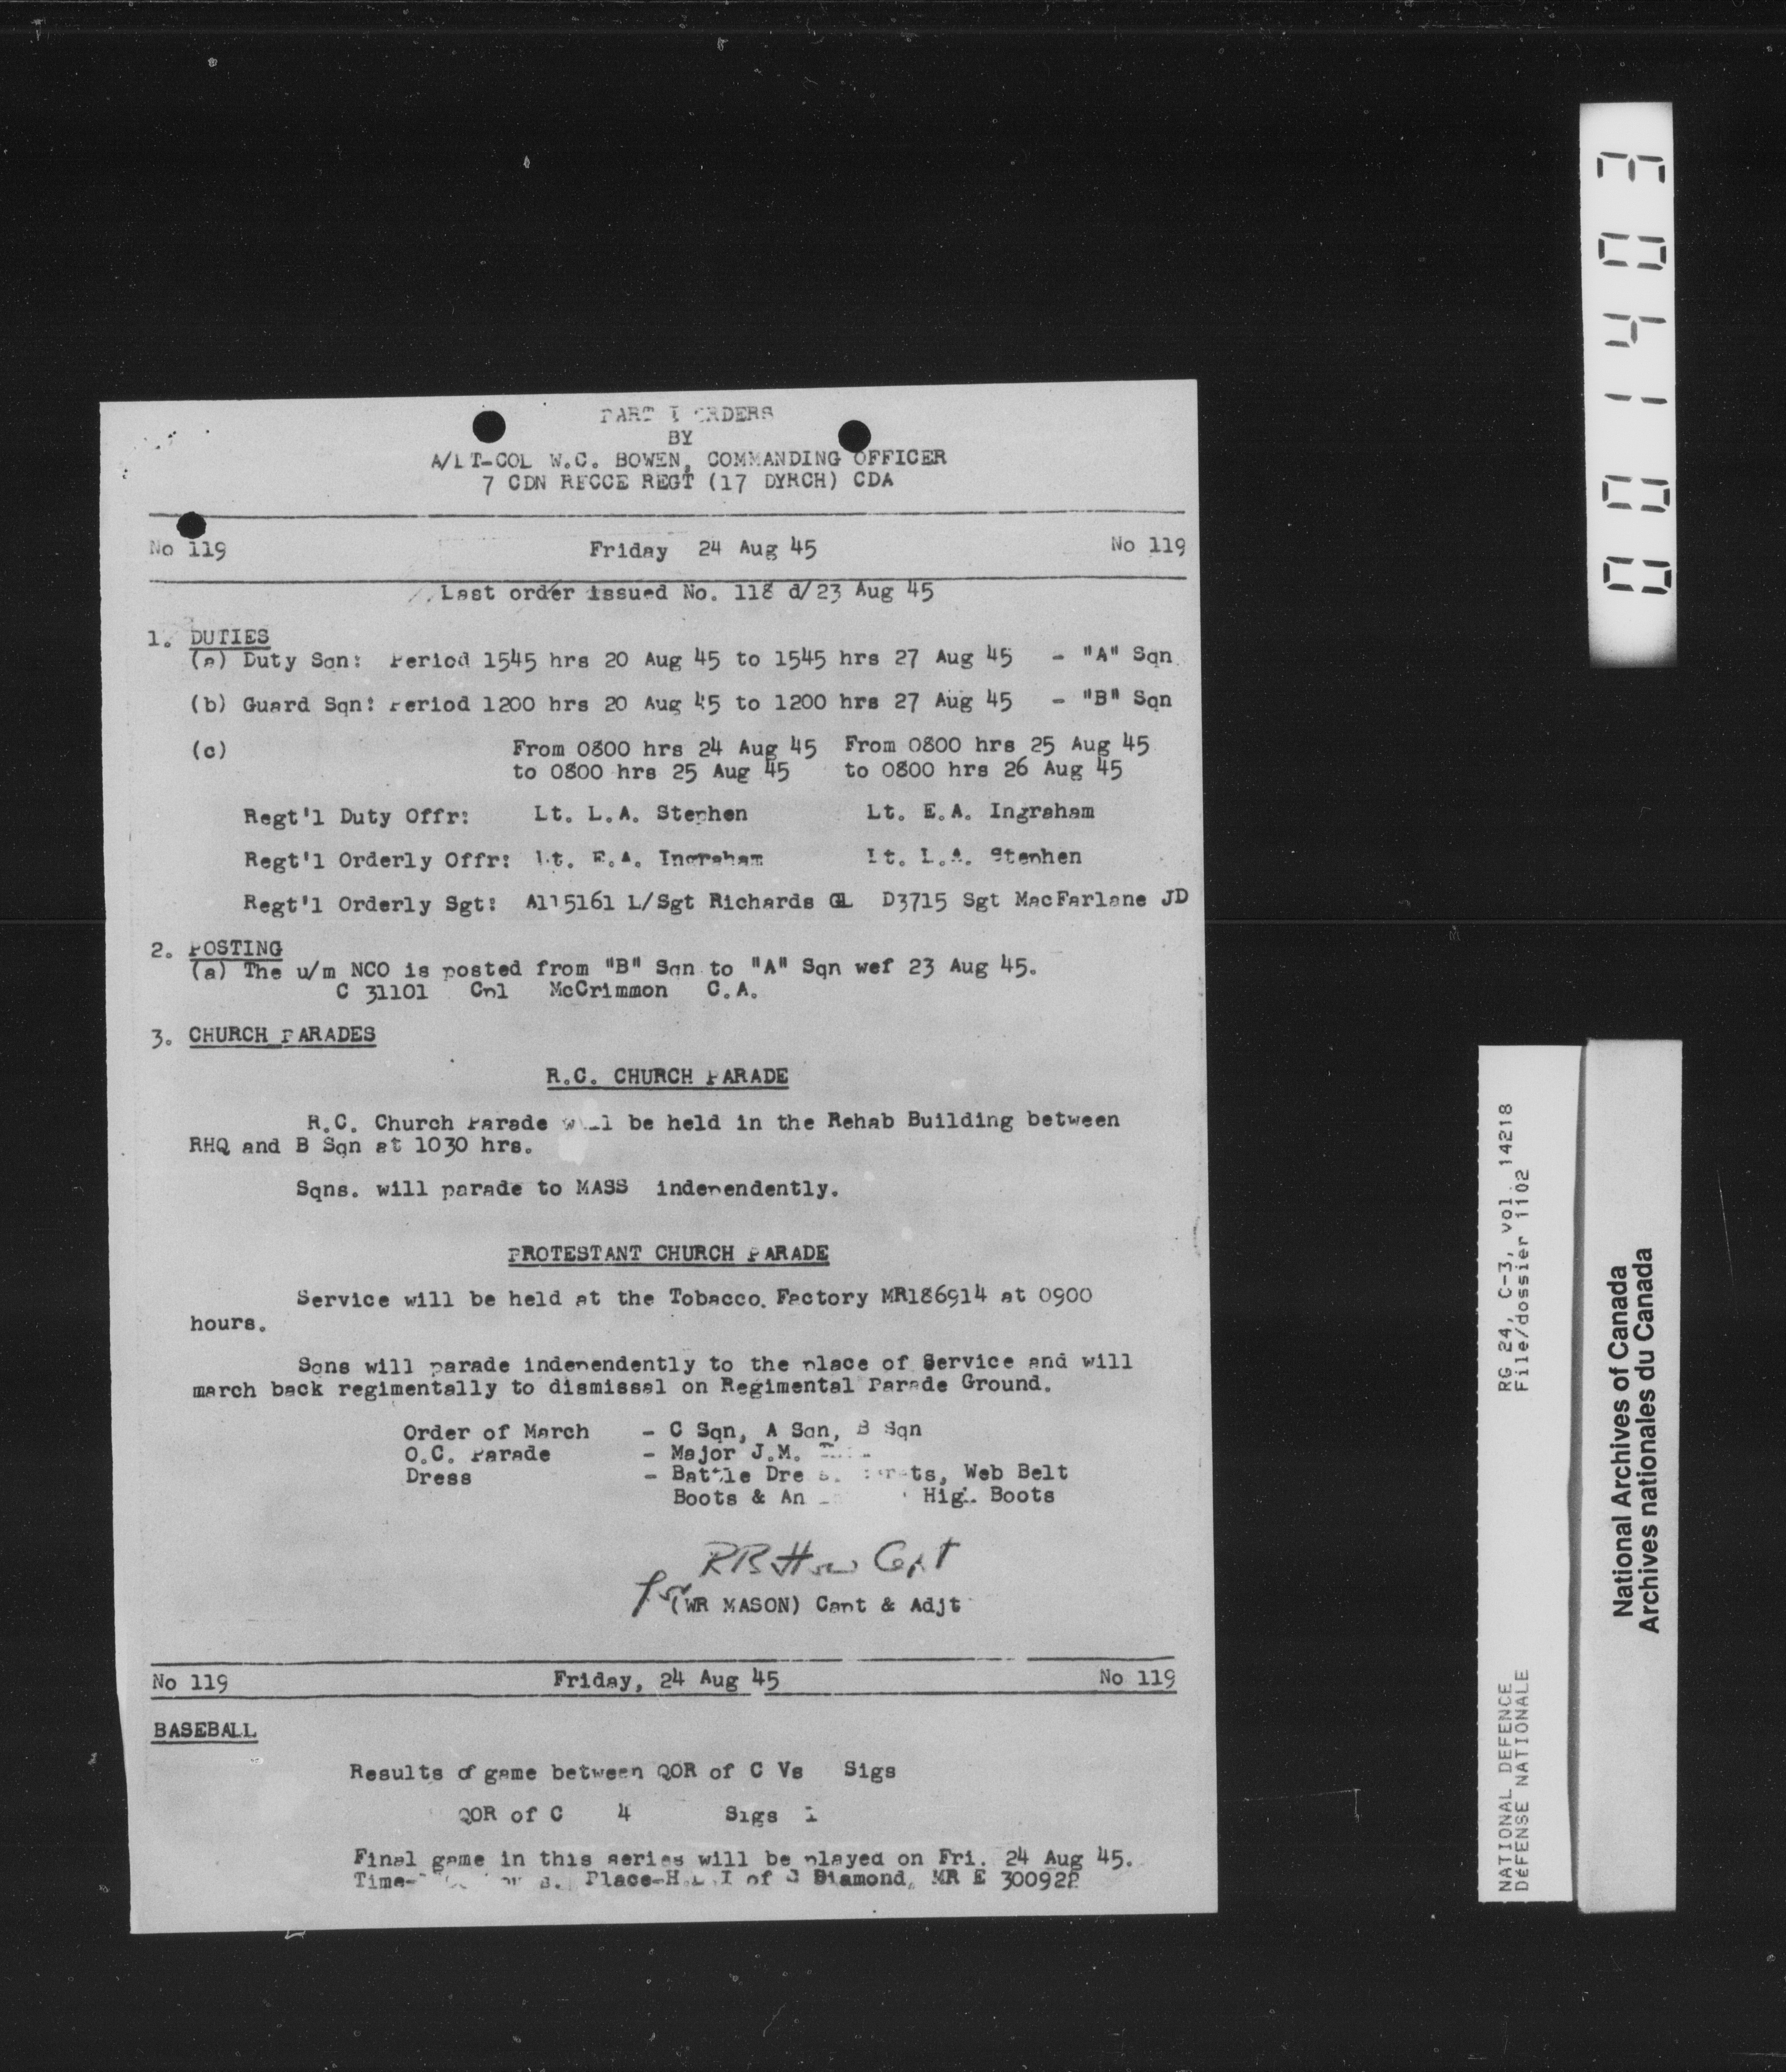 PART I ORDERS
BY
A/LT-COL W.C. BOWEN, COMMANDING OFFICER
7 CDN RECCE REGT (17 DYRCH) CDA
No 119 Friday 24 Aug 45 No 119
Last order issued No. 118 d/23 Aug 45
1. DUTIES
(a) Duty Sqn: Period 1545 hrs 20 Aug 45 to 1545 hrs 27 Aug 45 - "A" Sqn
(b) Guard Sqn: Period 1200 hrs 20 Aug 45 to 1200 hrs 27 Aug 45 - "B" Sqn
(c) From 0800 hrs 24 Aug 45 From 0800 hrs 25 Aug 45
to 0800 hrs 25 Aug 45 to 0800 hrs 26 Aug 45
Regt'l Duty Offr: Lt. L.A. Stephen Lt. E.A. Ingraham
Regt'l Orderly Offr: Lt. E.A. Ingraham Lt. L.A. Stephen
Regt'l Orderly Sgt: A115161 L/Sgt Richards GL D3715 Sgt MacFarlane JD
2. POSTING
(a) The u/m NCO is posted from "B" Sqn to "A" Sqn wef 23 Aug 45.
C 31101 Cpl McCrimmon C.A.
3. CHURCH PARADES
R.C. CHURCH PARADE
R.C. Church Parade will be held in the Rehab Building between
RHQ and B Sqn at 1030 hrs.
Sqns. will parade to MASS independently.
PROTESTANT CHURCH PARADE
Service will be held at the Tobacco. Factory MR186914 at 0900
hours.
Sqns will parade independently to the place of Service and will
march back regimentally to dismissal on Regimental Parade Ground.
Order of March - C Sqn, A Sqn, B Sqn
O.C. Parade - Major J.M.
Dress - Battle Dress, Berets, Web Belt
Boots & High Boots
(WR MASON) Capt & Adjt
No 119 Friday, 24 Aug 45 No 119
BASEBALL
Results of game between QOR of C Vs Sigs
QOR of C 4 Sigs 1
Final game in this series will be played on Fri. 24 Aug 45.
Time- Place-H.L.I of C Diamond, MR E 300922
001403
RG 24, C-3, vol. 14218
File/dossier 1102
NATIONAL DEFENCE
DÉFENSE NATIONALE
National Archives of Canada
Archives nationales du Canada